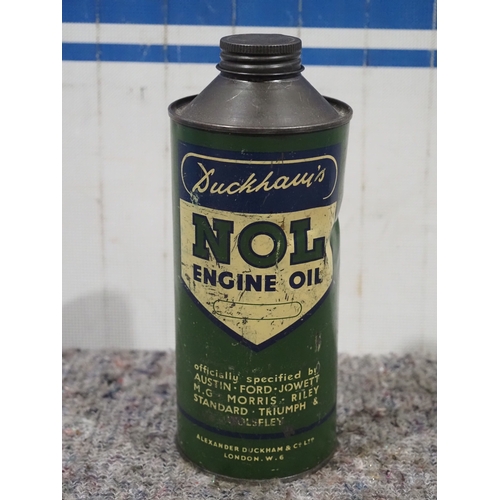 Duckham's
NOL
ENGINE OIL
officially specified by
AUSTIN · FORD · JOWETT
M.G · MORRIS · RILEY
STANDARD · TRIUMPH &
WOLSELEY
ALEXANDER DUCKHAM & Co LTD
LONDON. W. 6